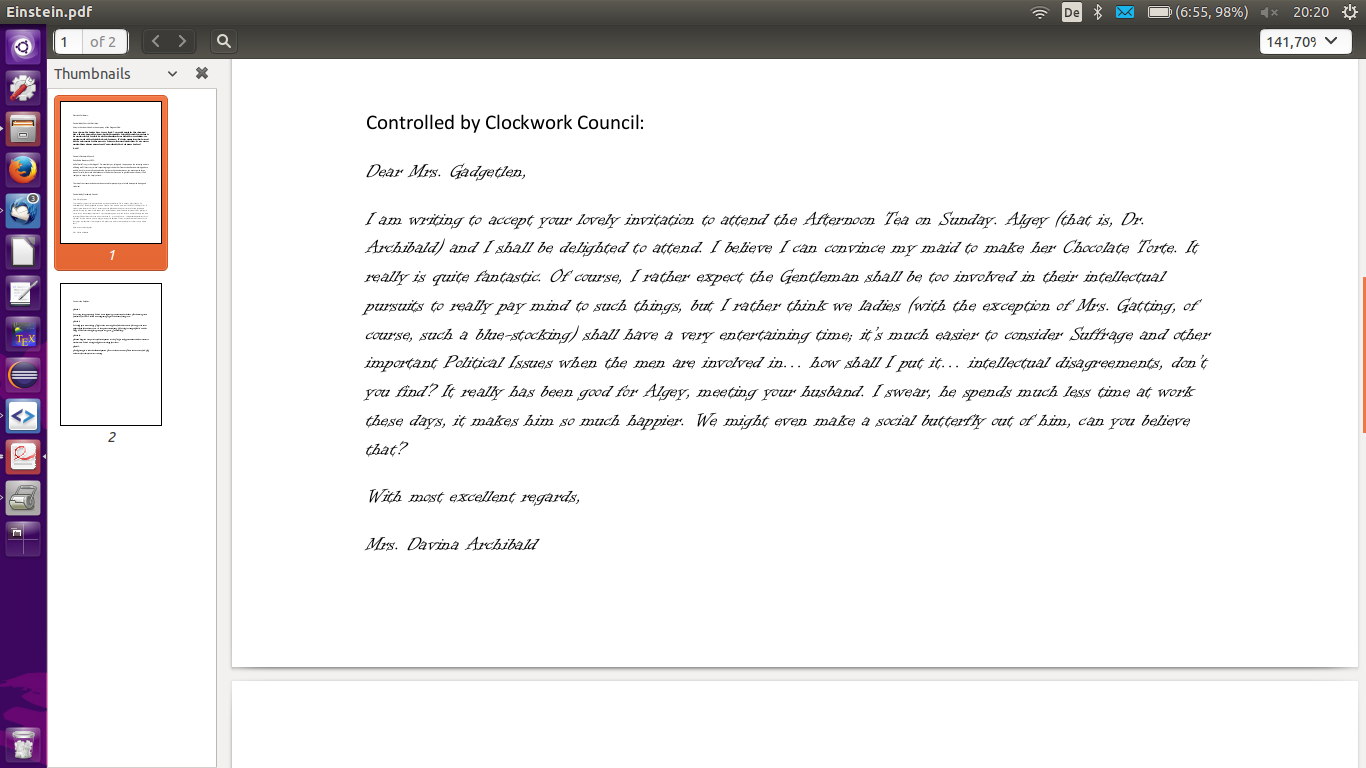 Einstein.pdf
De
(6:55, 98%)
20:20
1 of 2
141,70%
Thumbnails
1
2
3
TEX
Controlled by Clockwork Council:
Dear Mrs. Gadgetlen,
I am writing to accept your lovely invitation to attend the Afternoon Tea on Sunday. Algey (that is, Dr.
Archibald) and I shall be delighted to attend. I believe I can convince my maid to make her Chocolate Torte. It
really is quite fantastic. Of course, I rather expect the Gentleman shall be too involved in their intellectual
pursuits to really pay mind to such things, but I rather think we ladies (with the exception of Mrs. Gatting, of
course, such a blue-stocking) shall have a very entertaining time; it's much easier to consider Suffrage and other
important Political Issues when the men are involved in... how shall I put it... intellectual disagreements, don't
you find? It really has been good for Algey, meeting your husband. I swear, he spends much less time at work
these days, it makes him so much happier. We might even make a social butterfly out of him, can you believe
that?
With most excellent regards,
Mrs. Davina Archibald